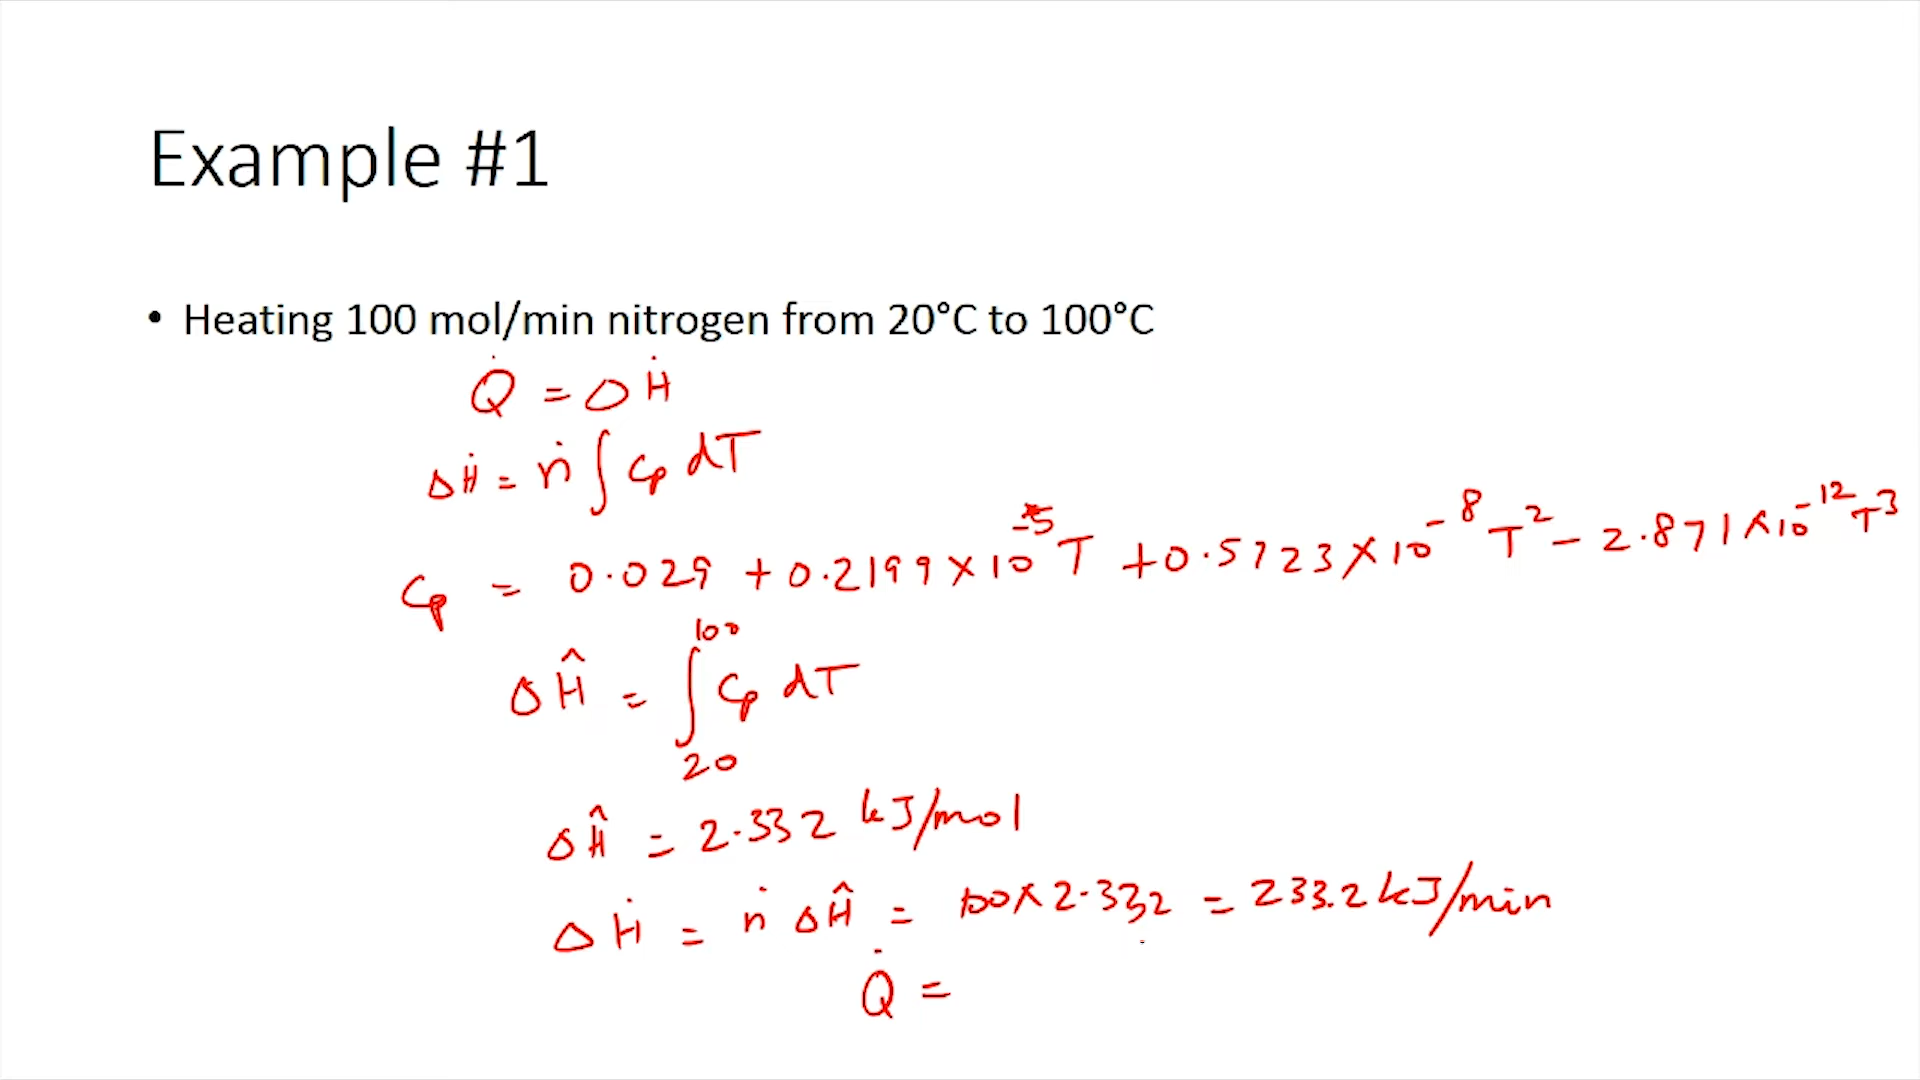 Example #1
• Heating 100 mol/min nitrogen from 20°C to 100°C
Q̇ = ΔḢ
ΔḢ = ṅ ∫ Cp dT
Cp = 0.029 + 0.2199 × 10⁻⁵ T + 0.5723 × 10⁻⁸ T² − 2.871 × 10⁻¹² T³
ΔĤ = ∫₂₀¹⁰⁰ Cp dT
ΔĤ = 2.332 kJ/mol
ΔḢ = ṅ ΔĤ = 100 × 2.332 = 233.2 kJ/min
Q̇ =